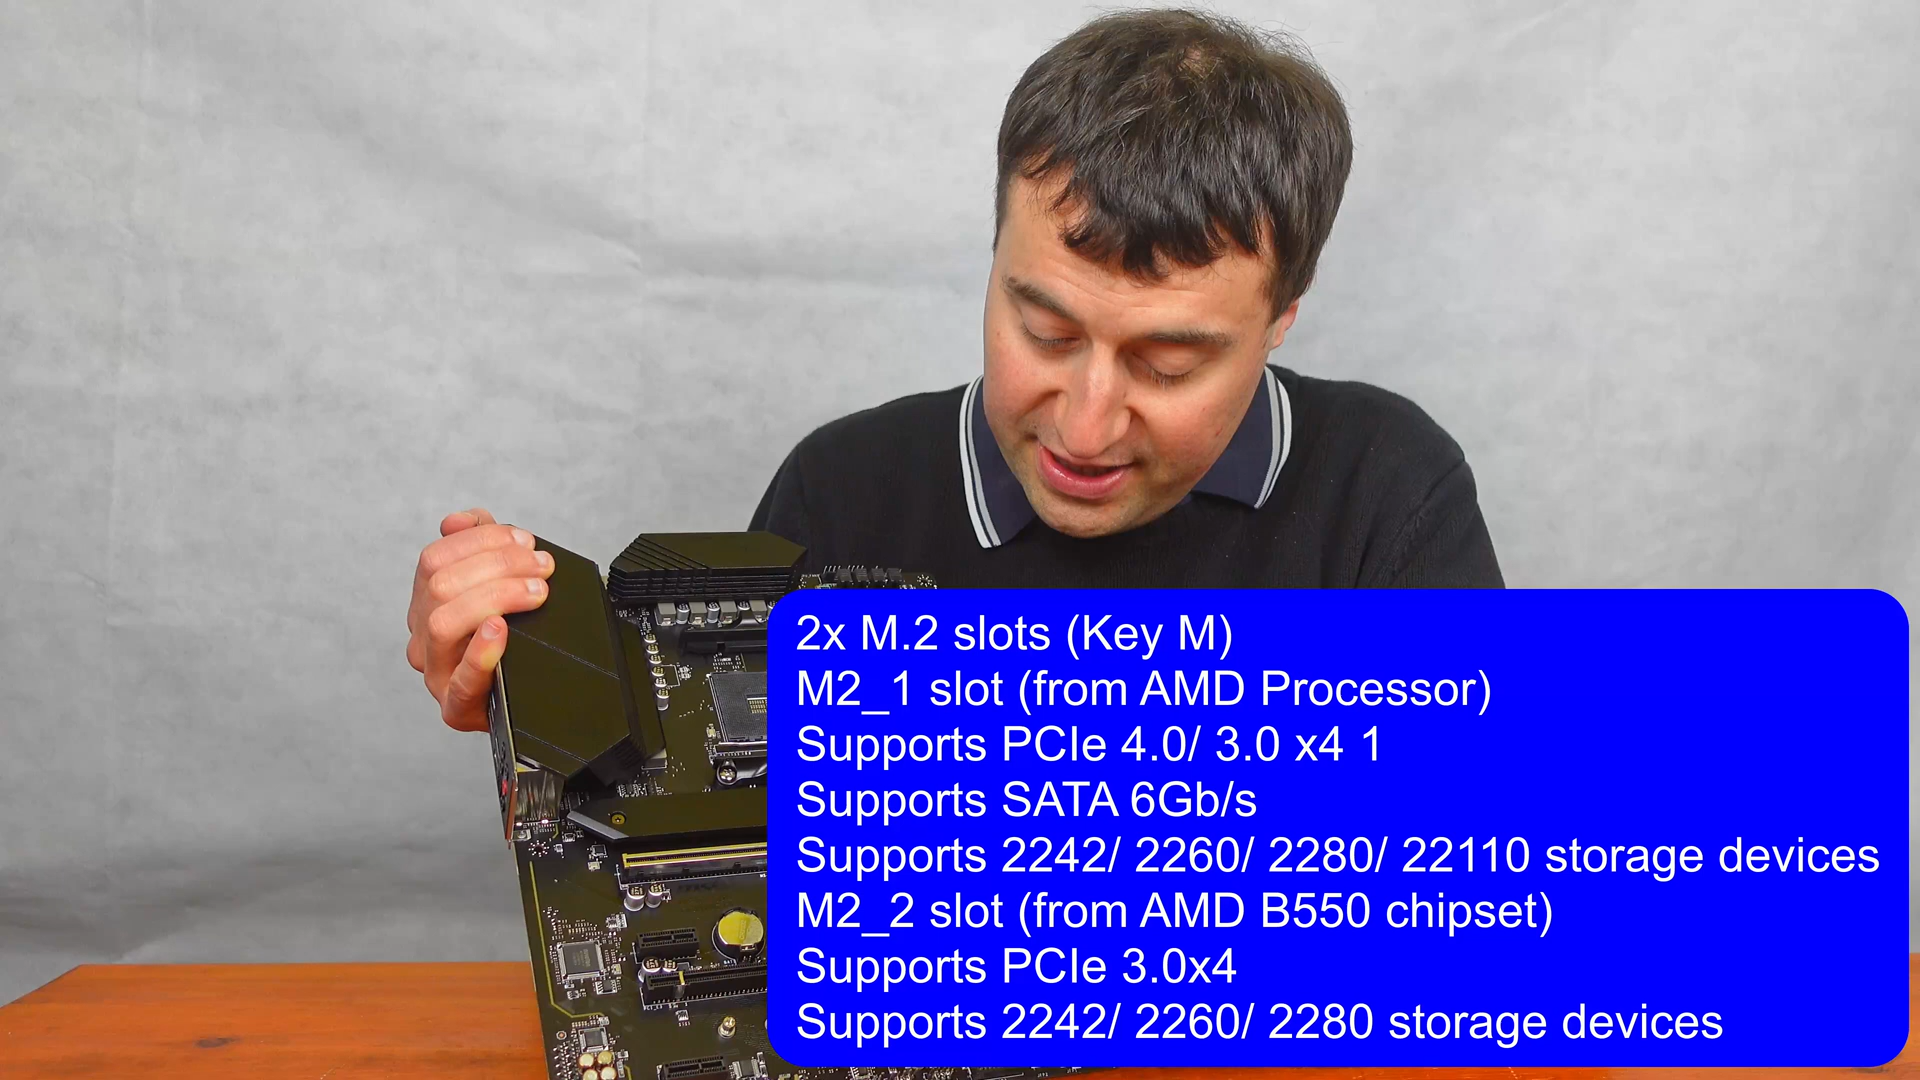 2x M.2 slots (Key M)
M2_1 slot (from AMD Processor)
Supports PCIe 4.0/ 3.0 x4 1
Supports SATA 6Gb/s
Supports 2242/ 2260/ 2280/ 22110 storage devices
M2_2 slot (from AMD B550 chipset)
Supports PCIe 3.0x4
Supports 2242/ 2260/ 2280 storage devices